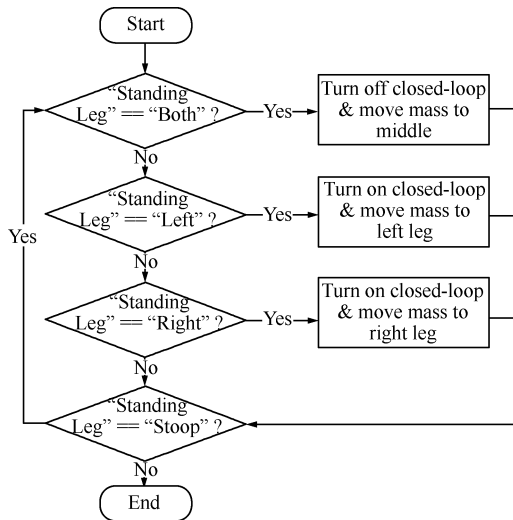 Start
“Standing
Leg” == “Both” ?
Yes
Turn off closed-loop
& move mass to
middle
No
“Standing
Leg” == “Left” ?
Yes
Turn on closed-loop
& move mass to
left leg
Yes
No
“Standing
Leg” == “Right” ?
Yes
Turn on closed-loop
& move mass to
right leg
No
“Standing
Leg” == “Stoop” ?
No
End